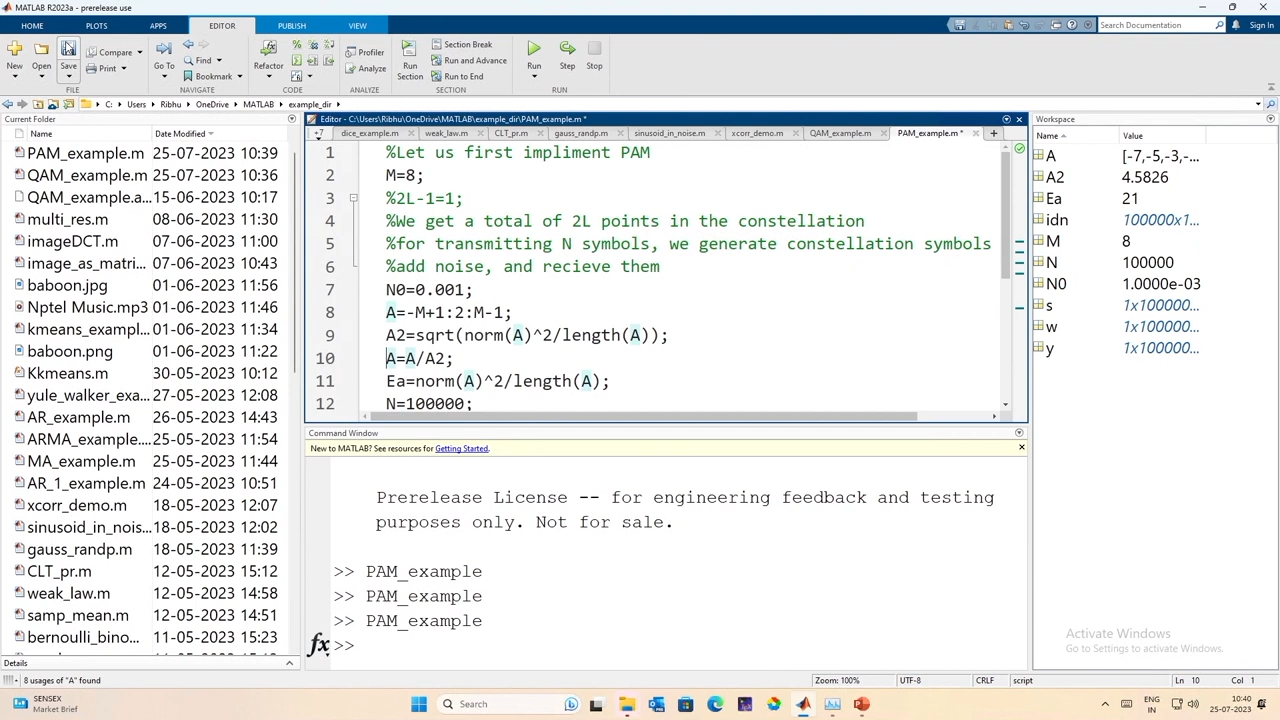 MATLAB R2023a - prerelease use
HOME PLOTS APPS EDITOR PUBLISH VIEW Search Documentation Sign In
New Open Save Compare Print Go To Find Bookmark Refactor Profiler Analyze Run Section Section Break Run and Advance Run to End Run Step Stop
FILE NAVIGATE CODE ANALYZE SECTION RUN
C: Users Ribhu OneDrive MATLAB example_dir
Current Folder
Name Date Modified
PAM_example.m 25-07-2023 10:39
QAM_example.m 25-07-2023 10:36
QAM_example.a... 15-06-2023 10:17
multi_res.m 08-06-2023 11:30
imageDCT.m 07-06-2023 11:00
image_as_matri... 07-06-2023 10:43
baboon.jpg 01-06-2023 11:56
Nptel Music.mp3 01-06-2023 11:46
kmeans_exampl... 01-06-2023 11:34
baboon.png 01-06-2023 11:22
Kkmeans.m 30-05-2023 10:12
yule_walker_exa... 27-05-2023 12:08
AR_example.m 26-05-2023 14:43
ARMA_example.... 25-05-2023 11:54
MA_example.m 25-05-2023 11:44
AR_1_example.m 24-05-2023 10:51
xcorr_demo.m 18-05-2023 12:07
sinusoid_in_nois... 18-05-2023 12:02
gauss_randp.m 18-05-2023 11:39
CLT_pr.m 12-05-2023 15:12
weak_law.m 12-05-2023 14:58
samp_mean.m 12-05-2023 14:51
bernoulli_bino... 11-05-2023 15:23
Details
Editor - C:\Users\Ribhu\OneDrive\MATLAB\example_dir\PAM_example.m *
+7 dice_example.m weak_law.m CLT_pr.m gauss_randp.m sinusoid_in_noise.m xcorr_demo.m QAM_example.m PAM_example.m *
1 %Let us first impliment PAM
2 M=8;
3 %2L-1=1;
4 %We get a total of 2L points in the constellation
5 %for transmitting N symbols, we generate constellation symbols
6 %add noise, and recieve them
7 N0=0.001;
8 A=-M+1:2:M-1;
9 A2=sqrt(norm(A)^2/length(A));
10 A=A/A2;
11 Ea=norm(A)^2/length(A);
12 N=100000;
Command Window
New to MATLAB? See resources for Getting Started.
Prerelease License -- for engineering feedback and testing
purposes only. Not for sale.
>> PAM_example
>> PAM_example
>> PAM_example
fx >>
Workspace
Name Value
A [-7,-5,-3,-...
A2 4.5826
Ea 21
idn 100000x1...
M 8
N 100000
N0 1.0000e-03
s 1x100000...
w 1x100000...
y 1x100000...
Activate Windows
Go to Settings to activate Windows.
8 usages of "A" found Zoom: 100% UTF-8 CRLF script Ln 10 Col 1
SENSEX
Market Brief
Search
ENG
IN
10:40
25-07-2023